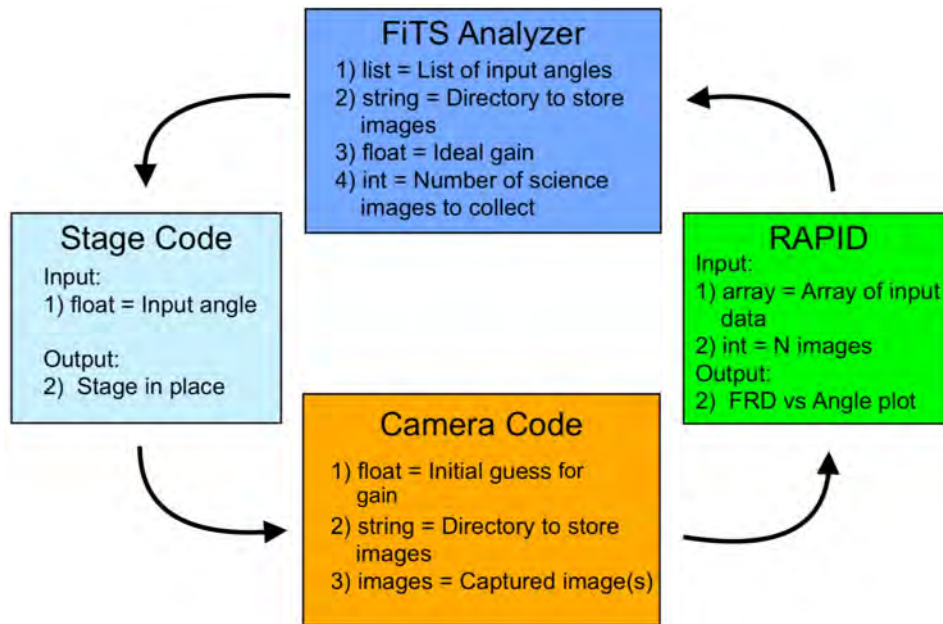 FiTS Analyzer
1) list = List of input angles
2) string = Directory to store
images
3) float = Ideal gain
4) int = Number of science
images to collect
Stage Code
Input:
1) float = Input angle
Output:
2) Stage in place
Camera Code
1) float = Initial guess for
gain
2) string = Directory to store
images
3) images = Captured image(s)
RAPID
Input:
1) array = Array of input
data
2) int = N images
Output:
2) FRD vs Angle plot